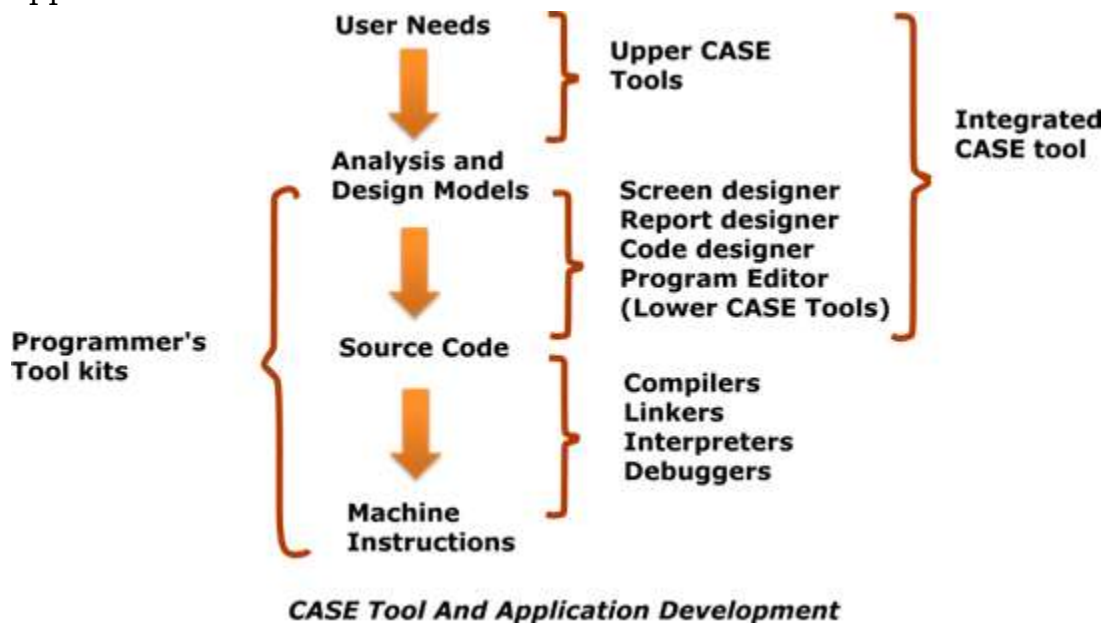 User Needs
Upper CASE
Tools
Integrated
CASE tool
Analysis and
Design Models
Screen designer
Report designer
Code designer
Program Editor
(Lower CASE Tools)
Programmer's
Tool kits
Source Code
Compilers
Linkers
Interpreters
Debuggers
Machine
Instructions
CASE Tool And Application Development